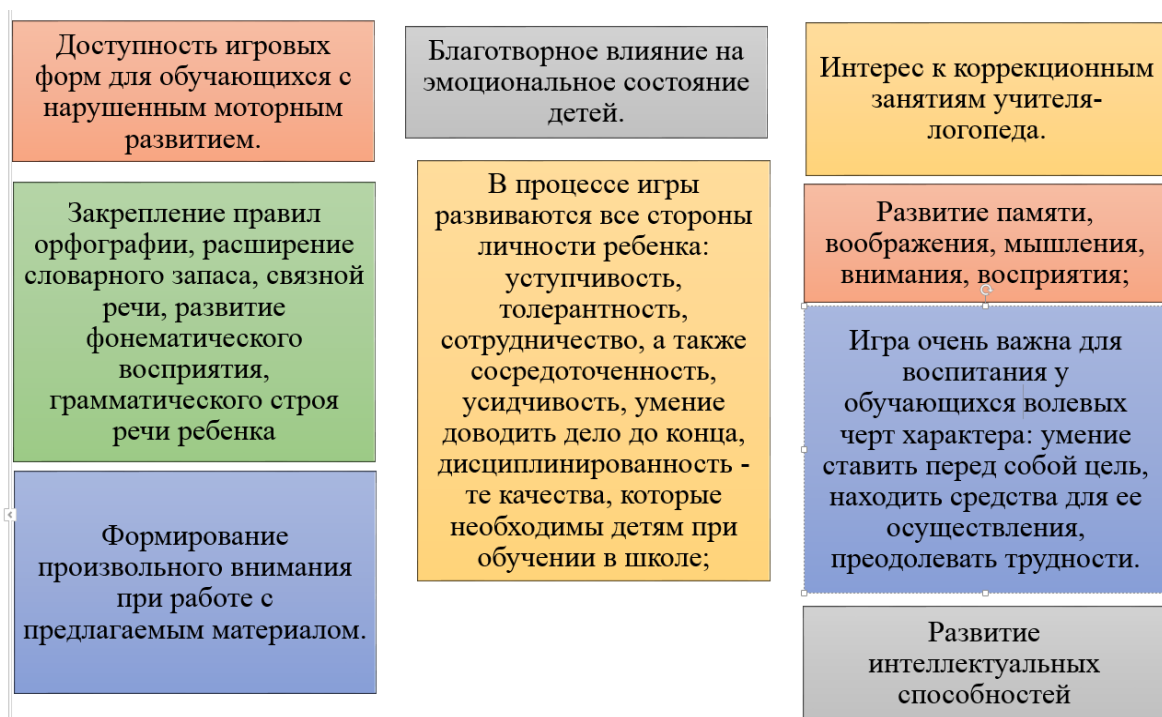 Доступность игровых
форм для обучающихся с
нарушенным моторным
развитием.
Закрепление правил
орфографии, расширение
словарного запаса, связной
речи, развитие
фонематического
восприятия,
грамматического строя
речи ребенка
Формирование
произвольного внимания
при работе с
предлагаемым материалом.
Благотворное влияние на
эмоциональное состояние
детей.
В процессе игры
развиваются все стороны
личности ребенка:
уступчивость,
толерантность,
сотрудничество, а также
сосредоточенность,
усидчивость, умение
доводить дело до конца,
дисциплинированность -
те качества, которые
необходимы детям при
обучении в школе;
Интерес к коррекционным
занятиям учителя-
логопеда.
Развитие памяти,
воображения, мышления,
внимания, восприятия;
Игра очень важна для
воспитания у
обучающихся волевых
черт характера: умение
ставить перед собой цель,
находить средства для ее
осуществления,
преодолевать трудности.
Развитие
интеллектуальных
способностей